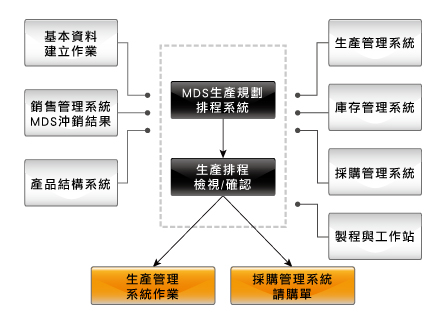 基本資料
建立作業
銷售管理系統
MDS沖銷結果
產品結構系統
MDS生產規劃
排程系統
生產排程
檢視/確認
生產管理系統
庫存管理系統
採購管理系統
製程與工作站
生產管理
系統作業
採購管理系統
請購單